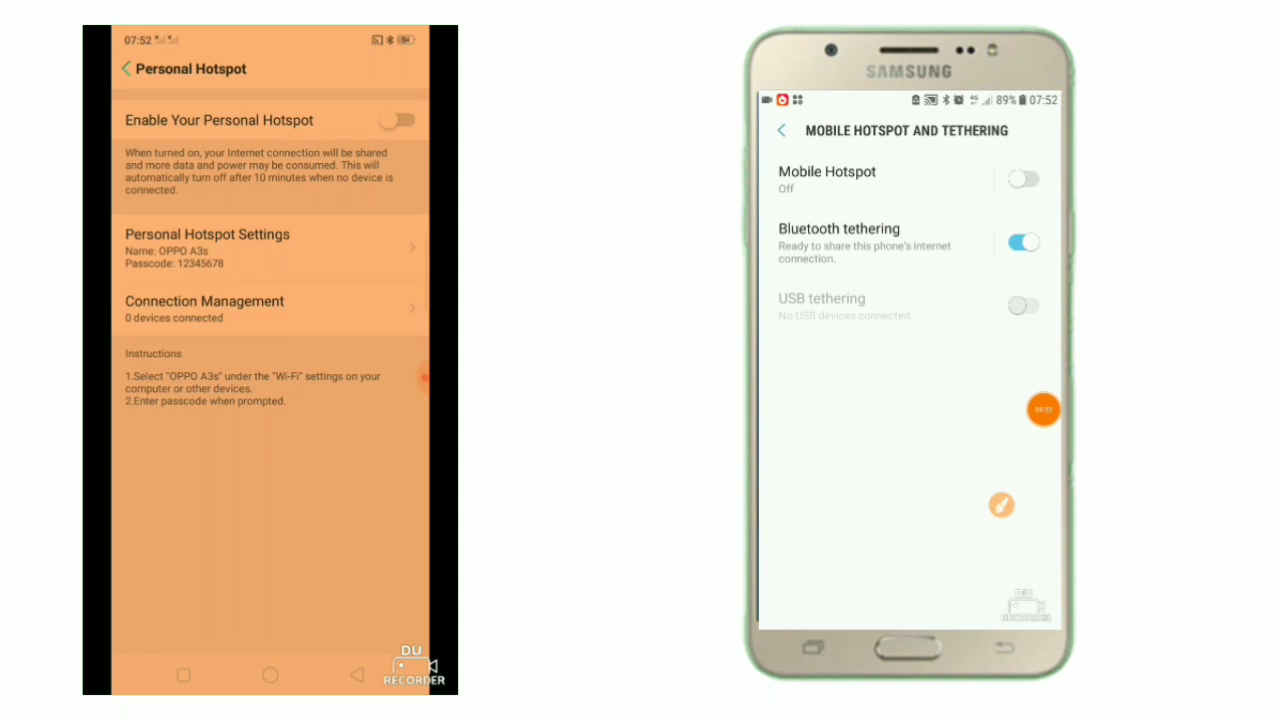 07:52
84
Personal Hotspot
Enable Your Personal Hotspot
When turned on, your Internet connection will be shared
and more data and power may be consumed. This will
automatically turn off after 10 minutes when no device is
connected.
Personal Hotspot Settings
Name: OPPO A3s
Passcode: 12345678
Connection Management
0 devices connected
Instructions
1.Select "OPPO A3s" under the "Wi-Fi" settings on your
computer or other devices.
2.Enter passcode when prompted.
DU
RECORDER
SAMSUNG
4G 89% 07:52
MOBILE HOTSPOT AND TETHERING
Mobile Hotspot
Off
Bluetooth tethering
Ready to share this phone's internet
connection.
USB tethering
No USB devices connected.
DU
RECORDER